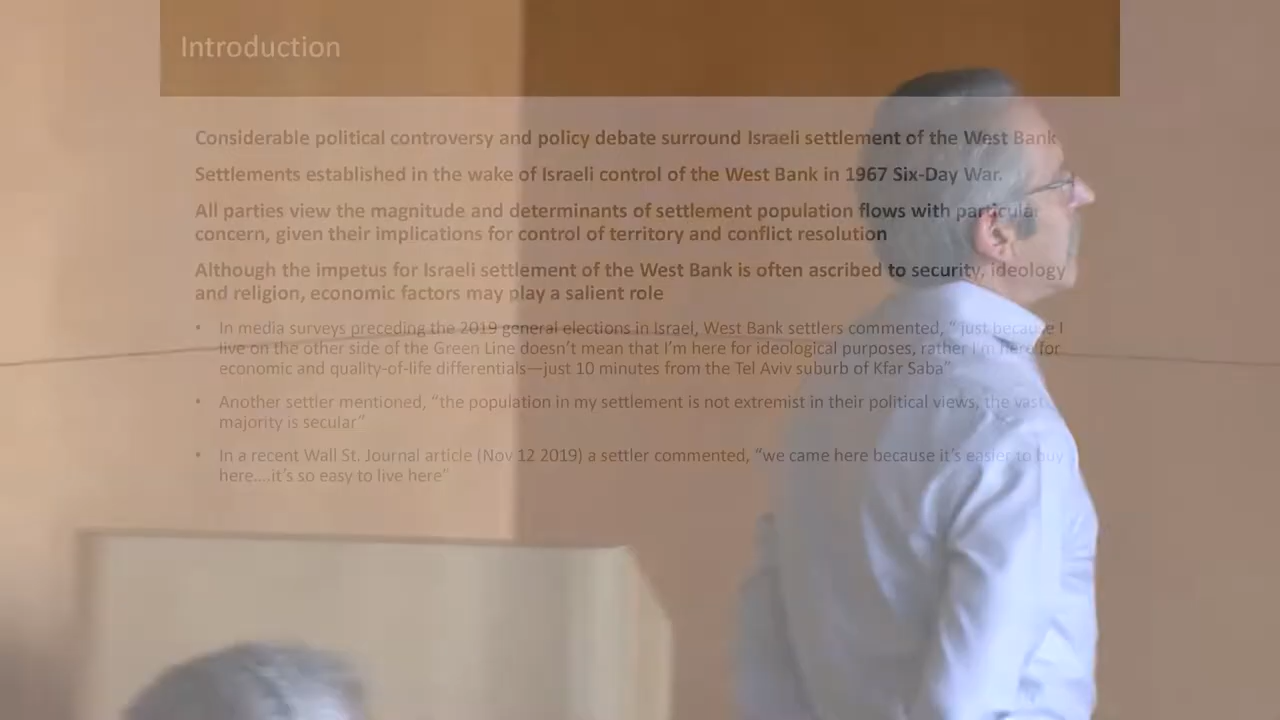 Introduction
Considerable political controversy and policy debate surround Israeli settlement of the West Bank
Settlements established in the wake of Israeli control of the West Bank in 1967 Six-Day War.
All parties view the magnitude and determinants of settlement population flows with particular
concern, given their implications for control of territory and conflict resolution
Although the impetus for Israeli settlement of the West Bank is often ascribed to security, ideology
and religion, economic factors may play a salient role
• In media surveys preceding the 2019 general elections in Israel, West Bank settlers commented, “ just because I
live on the other side of the Green Line doesn’t mean that I’m here for ideological purposes, rather I’m here for
economic and quality-of-life differentials—just 10 minutes from the Tel Aviv suburb of Kfar Saba”
• Another settler mentioned, “the population in my settlement is not extremist in their political views, the vast
majority is secular”
• In a recent Wall St. Journal article (Nov 12 2019) a settler commented, “we came here because it’s easier to buy
here....it’s so easy to live here”